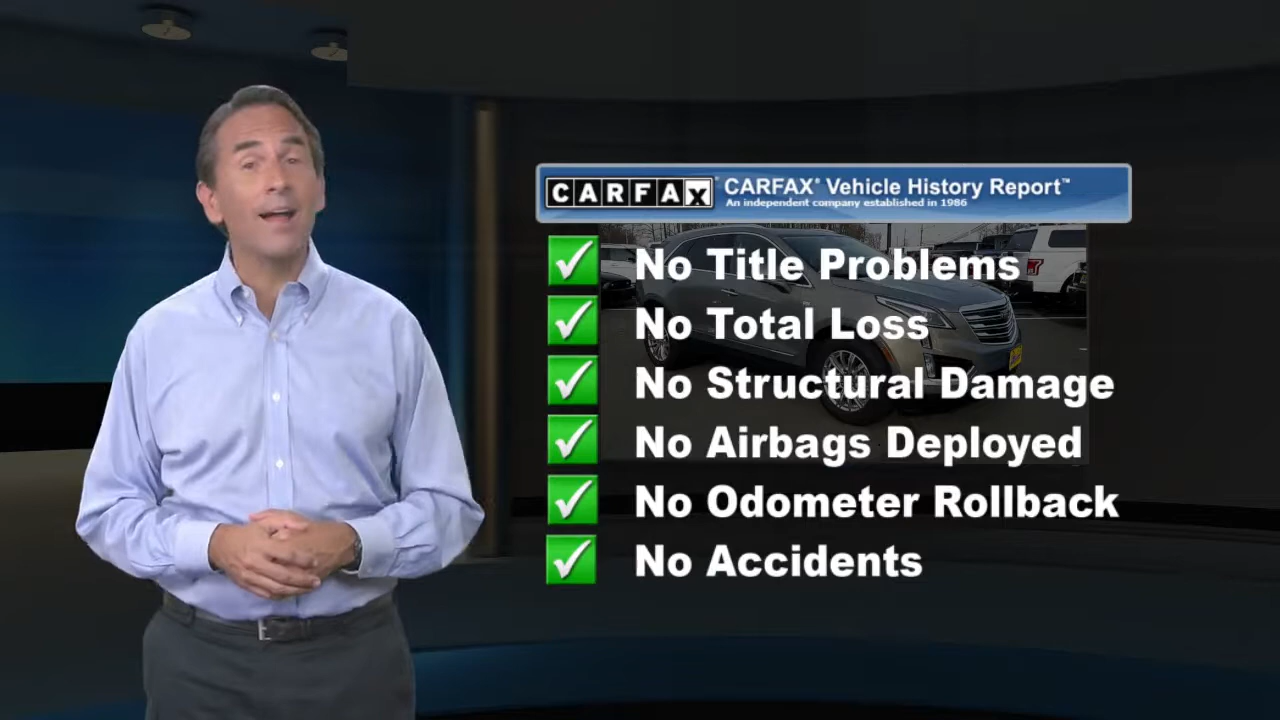 CARFAX® CARFAX® Vehicle History Report™
An independent company established in 1986
No Title Problems
No Total Loss
No Structural Damage
No Airbags Deployed
No Odometer Rollback
No Accidents